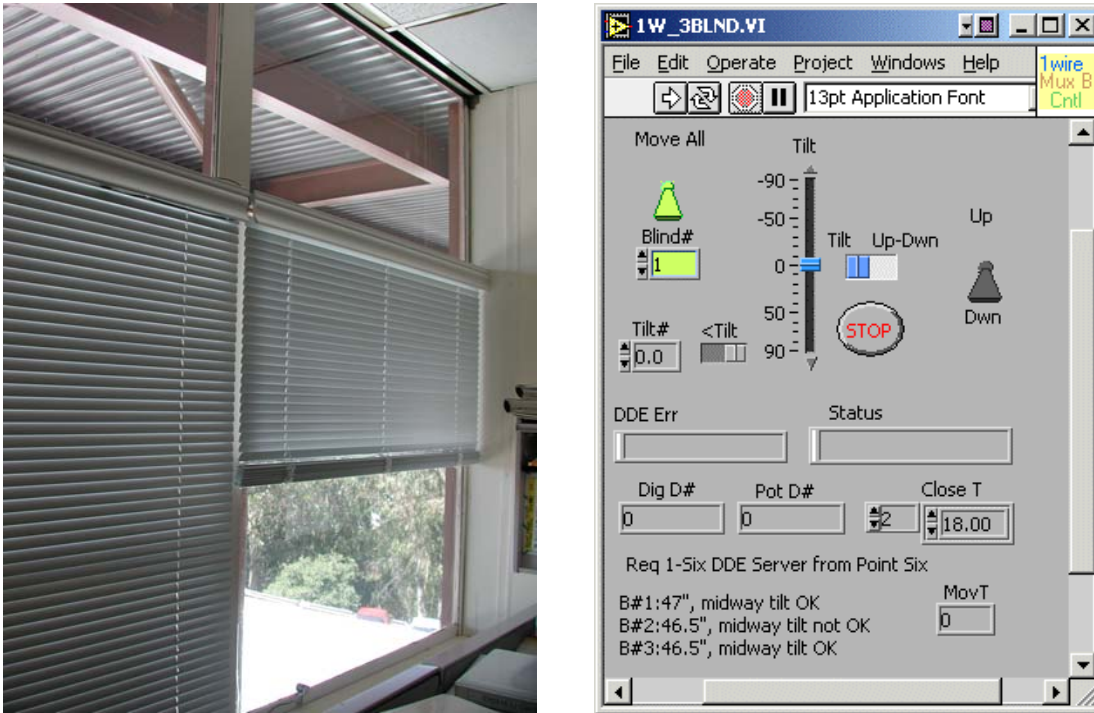 1W_3BLND.VI
File Edit Operate Project Windows Help
1wire
Mux B
Cntl
13pt Application Font
Move All
Tilt
-90
-50
0
50
90
Blind#
1
Tilt Up-Dwn
Up
Dwn
STOP
Tilt#
0.0
<Tilt
DDE Err
Status
Dig D#
0
Pot D#
0
2
Close T
18.00
Req 1-Six DDE Server from Point Six
B#1:47", midway tilt OK
B#2:46.5", midway tilt not OK
B#3:46.5", midway tilt OK
MovT
0